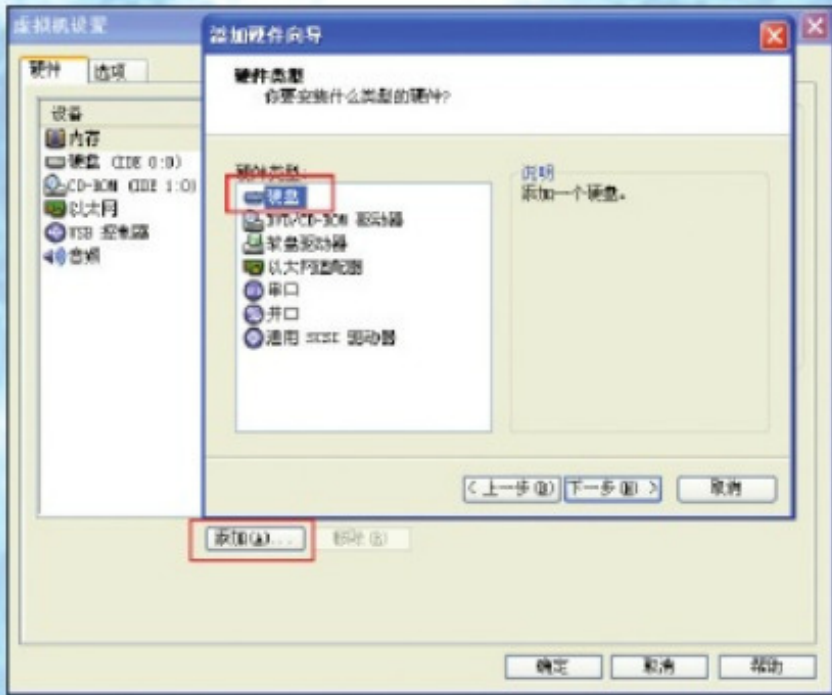 虚拟机设置
添加硬件向导
硬件 选项
硬件类型
你要安装什么类型的硬件?
设备
内存
硬盘 (IDE 0:0)
CD-ROM (IDE 1:0)
以太网
USB 控制器
音频
硬件类型:
硬盘
DVD/CD-ROM 驱动器
软盘驱动器
以太网适配器
串口
并口
通用 SCSI 驱动器
说明
添加一个硬盘。
< 上一步(B) 下一步(N) > 取消
添加(A)... 移除(R)
确定 取消 帮助